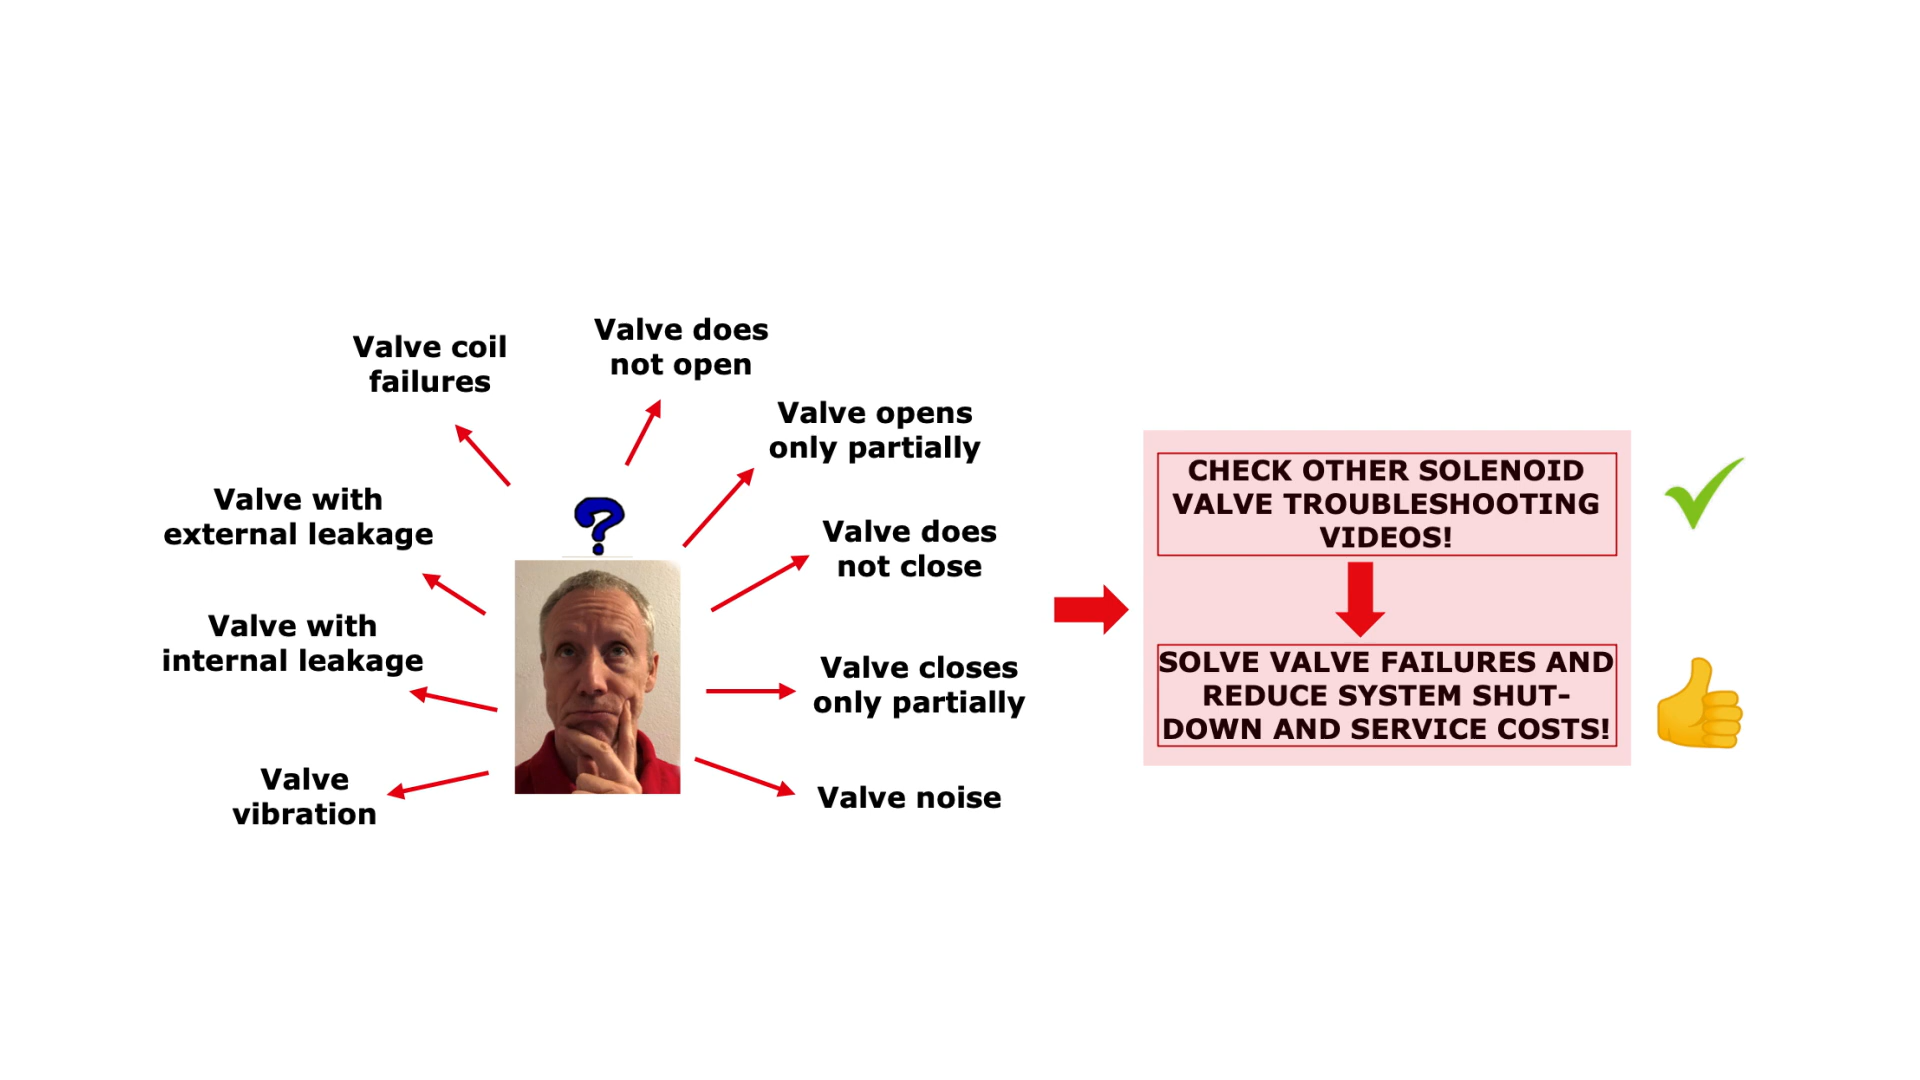 Valve coil
failures
Valve does
not open
Valve opens
only partially
Valve with
external leakage
Valve does
not close
Valve with
internal leakage
Valve closes
only partially
Valve
vibration
Valve noise
?
CHECK OTHER SOLENOID
VALVE TROUBLESHOOTING
VIDEOS!
SOLVE VALVE FAILURES AND
REDUCE SYSTEM SHUT-
DOWN AND SERVICE COSTS!